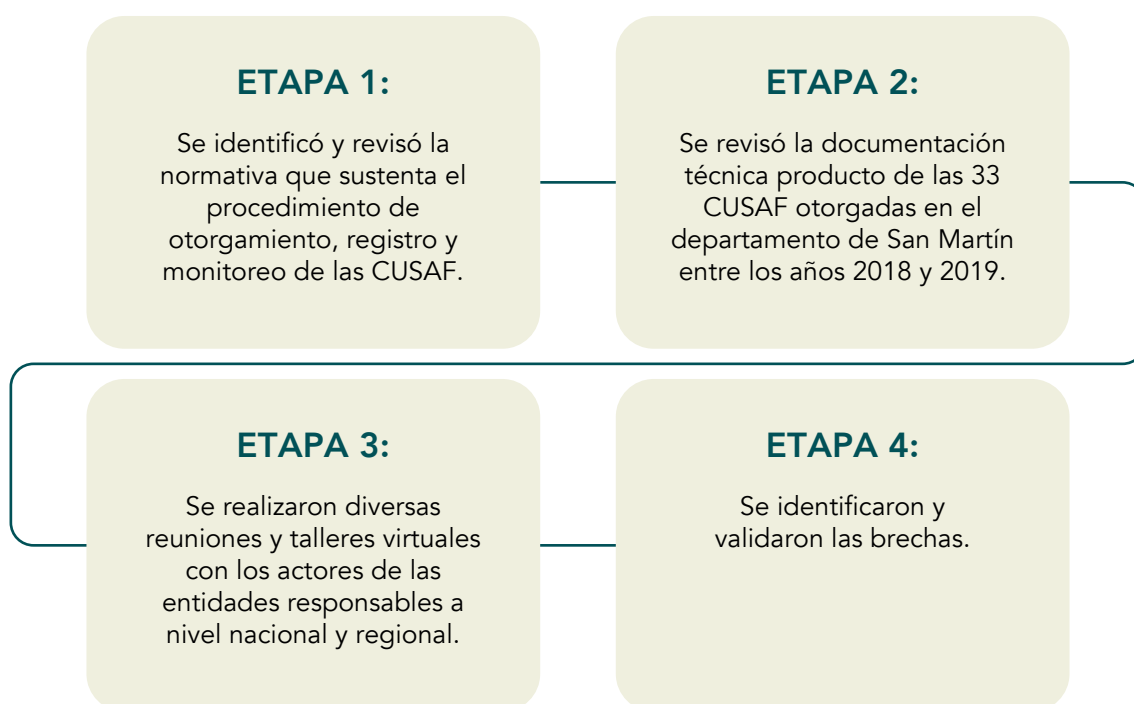 ETAPA 1:
Se identificó y revisó la
normativa que sustenta el
procedimiento de
otorgamiento, registro y
monitoreo de las CUSAF.
ETAPA 2:
Se revisó la documentación
técnica producto de las 33
CUSAF otorgadas en el
departamento de San Martín
entre los años 2018 y 2019.
ETAPA 3:
Se realizaron diversas
reuniones y talleres virtuales
con los actores de las
entidades responsables a
nivel nacional y regional.
ETAPA 4:
Se identificaron y
validaron las brechas.